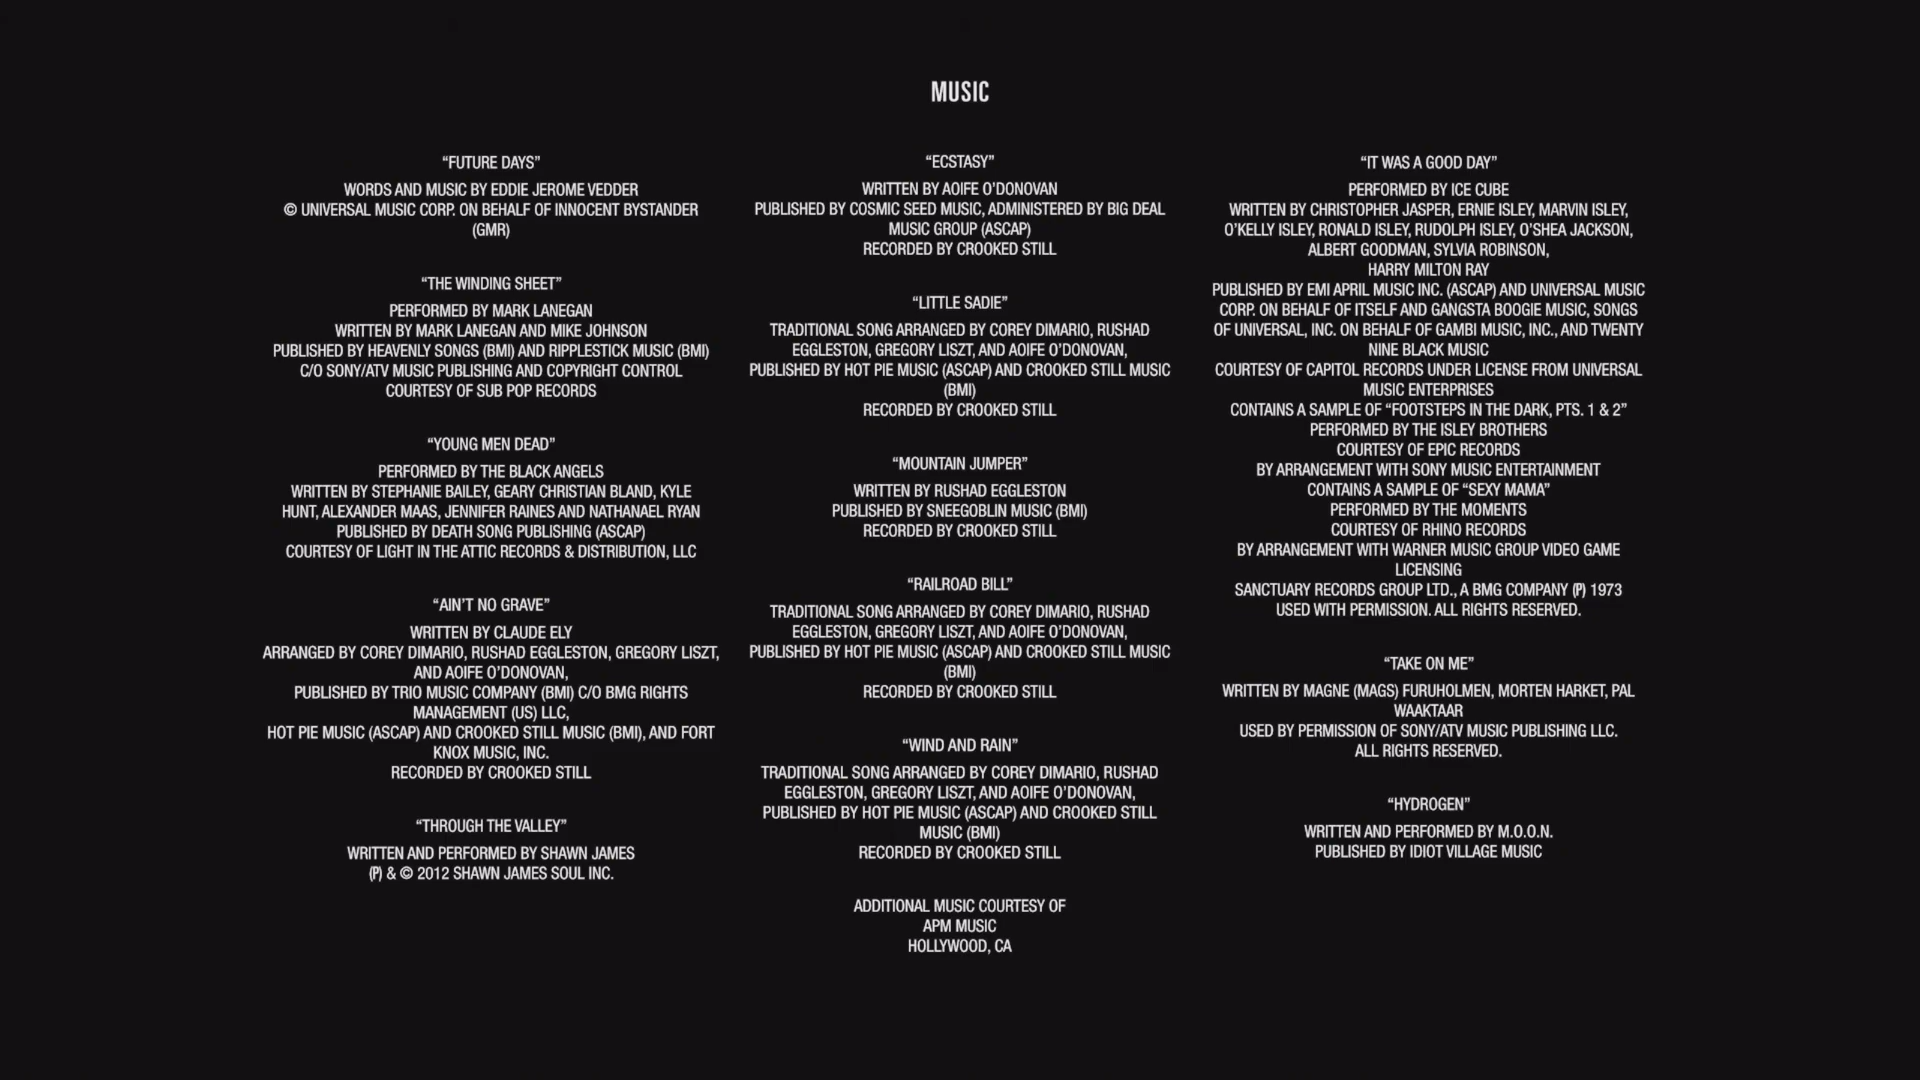 MUSIC
“FUTURE DAYS”
WORDS AND MUSIC BY EDDIE JEROME VEDDER
© UNIVERSAL MUSIC CORP. ON BEHALF OF INNOCENT BYSTANDER
(GMR)
“THE WINDING SHEET”
PERFORMED BY MARK LANEGAN
WRITTEN BY MARK LANEGAN AND MIKE JOHNSON
PUBLISHED BY HEAVENLY SONGS (BMI) AND RIPPLESTICK MUSIC (BMI)
C/O SONY/ATV MUSIC PUBLISHING AND COPYRIGHT CONTROL
COURTESY OF SUB POP RECORDS
“YOUNG MEN DEAD”
PERFORMED BY THE BLACK ANGELS
WRITTEN BY STEPHANIE BAILEY, GEARY CHRISTIAN BLAND, KYLE
HUNT, ALEXANDER MAAS, JENNIFER RAINES AND NATHANAEL RYAN
PUBLISHED BY DEATH SONG PUBLISHING (ASCAP)
COURTESY OF LIGHT IN THE ATTIC RECORDS & DISTRIBUTION, LLC
“AIN’T NO GRAVE”
WRITTEN BY CLAUDE ELY
ARRANGED BY COREY DIMARIO, RUSHAD EGGLESTON, GREGORY LISZT,
AND AOIFE O’DONOVAN,
PUBLISHED BY TRIO MUSIC COMPANY (BMI) C/O BMG RIGHTS
MANAGEMENT (US) LLC,
HOT PIE MUSIC (ASCAP) AND CROOKED STILL MUSIC (BMI), AND FORT
KNOX MUSIC, INC.
RECORDED BY CROOKED STILL
“THROUGH THE VALLEY”
WRITTEN AND PERFORMED BY SHAWN JAMES
℗ & © 2012 SHAWN JAMES SOUL INC.
“ECSTASY”
WRITTEN BY AOIFE O’DONOVAN
PUBLISHED BY COSMIC SEED MUSIC, ADMINISTERED BY BIG DEAL
MUSIC GROUP (ASCAP)
RECORDED BY CROOKED STILL
“LITTLE SADIE”
TRADITIONAL SONG ARRANGED BY COREY DIMARIO, RUSHAD
EGGLESTON, GREGORY LISZT, AND AOIFE O’DONOVAN,
PUBLISHED BY HOT PIE MUSIC (ASCAP) AND CROOKED STILL MUSIC
(BMI)
RECORDED BY CROOKED STILL
“MOUNTAIN JUMPER”
WRITTEN BY RUSHAD EGGLESTON
PUBLISHED BY SNEEGOBLIN MUSIC (BMI)
RECORDED BY CROOKED STILL
“RAILROAD BILL”
TRADITIONAL SONG ARRANGED BY COREY DIMARIO, RUSHAD
EGGLESTON, GREGORY LISZT, AND AOIFE O’DONOVAN,
PUBLISHED BY HOT PIE MUSIC (ASCAP) AND CROOKED STILL MUSIC
(BMI)
RECORDED BY CROOKED STILL
“WIND AND RAIN”
TRADITIONAL SONG ARRANGED BY COREY DIMARIO, RUSHAD
EGGLESTON, GREGORY LISZT, AND AOIFE O’DONOVAN,
PUBLISHED BY HOT PIE MUSIC (ASCAP) AND CROOKED STILL
MUSIC (BMI)
RECORDED BY CROOKED STILL
ADDITIONAL MUSIC COURTESY OF
APM MUSIC
HOLLYWOOD, CA
“IT WAS A GOOD DAY”
PERFORMED BY ICE CUBE
WRITTEN BY CHRISTOPHER JASPER, ERNIE ISLEY, MARVIN ISLEY,
O’KELLY ISLEY, RONALD ISLEY, RUDOLPH ISLEY, O’SHEA JACKSON,
ALBERT GOODMAN, SYLVIA ROBINSON,
HARRY MILTON RAY
PUBLISHED BY EMI APRIL MUSIC INC. (ASCAP) AND UNIVERSAL MUSIC
CORP. ON BEHALF OF ITSELF AND GANGSTA BOOGIE MUSIC, SONGS
OF UNIVERSAL, INC. ON BEHALF OF GAMBI MUSIC, INC., AND TWENTY
NINE BLACK MUSIC
COURTESY OF CAPITOL RECORDS UNDER LICENSE FROM UNIVERSAL
MUSIC ENTERPRISES
CONTAINS A SAMPLE OF “FOOTSTEPS IN THE DARK, PTS. 1 & 2”
PERFORMED BY THE ISLEY BROTHERS
COURTESY OF EPIC RECORDS
BY ARRANGEMENT WITH SONY MUSIC ENTERTAINMENT
CONTAINS A SAMPLE OF “SEXY MAMA”
PERFORMED BY THE MOMENTS
COURTESY OF RHINO RECORDS
BY ARRANGEMENT WITH WARNER MUSIC GROUP VIDEO GAME
LICENSING
SANCTUARY RECORDS GROUP LTD., A BMG COMPANY ℗ 1973
USED WITH PERMISSION. ALL RIGHTS RESERVED.
“TAKE ON ME”
WRITTEN BY MAGNE (MAGS) FURUHOLMEN, MORTEN HARKET, PAL
WAAKTAAR
USED BY PERMISSION OF SONY/ATV MUSIC PUBLISHING LLC.
ALL RIGHTS RESERVED.
“HYDROGEN”
WRITTEN AND PERFORMED BY M.O.O.N.
PUBLISHED BY IDIOT VILLAGE MUSIC